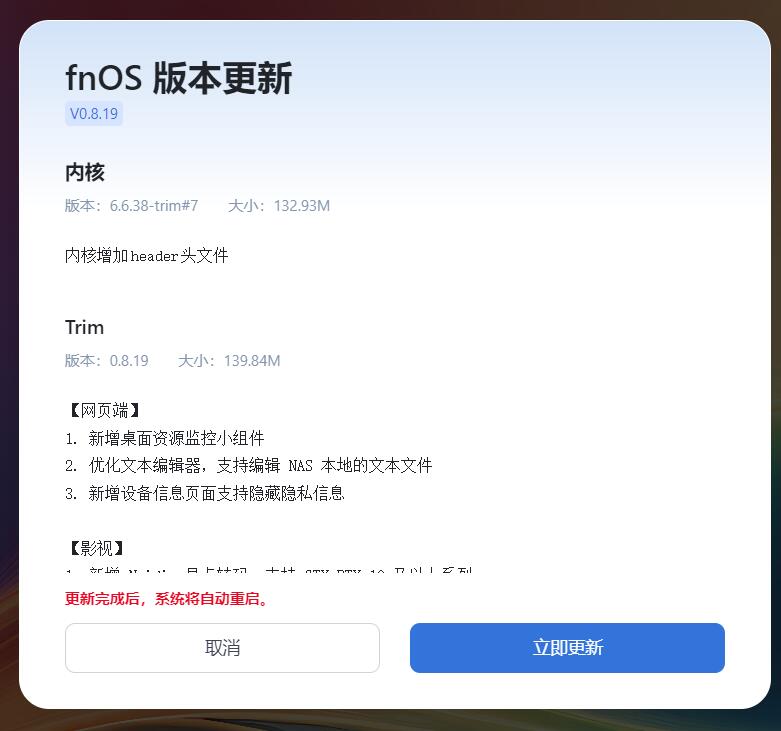 fnOS 版本更新
V0.8.19
内核
版本：6.6.38-trim#7 大小：132.93M
内核增加header头文件
Trim
版本：0.8.19 大小：139.84M
【网页端】
1. 新增桌面资源监控小组件
2. 优化文本编辑器，支持编辑 NAS 本地的文本文件
3. 新增设备信息页面支持隐藏隐私信息
【影视】
更新完成后，系统将自动重启。
取消 立即更新